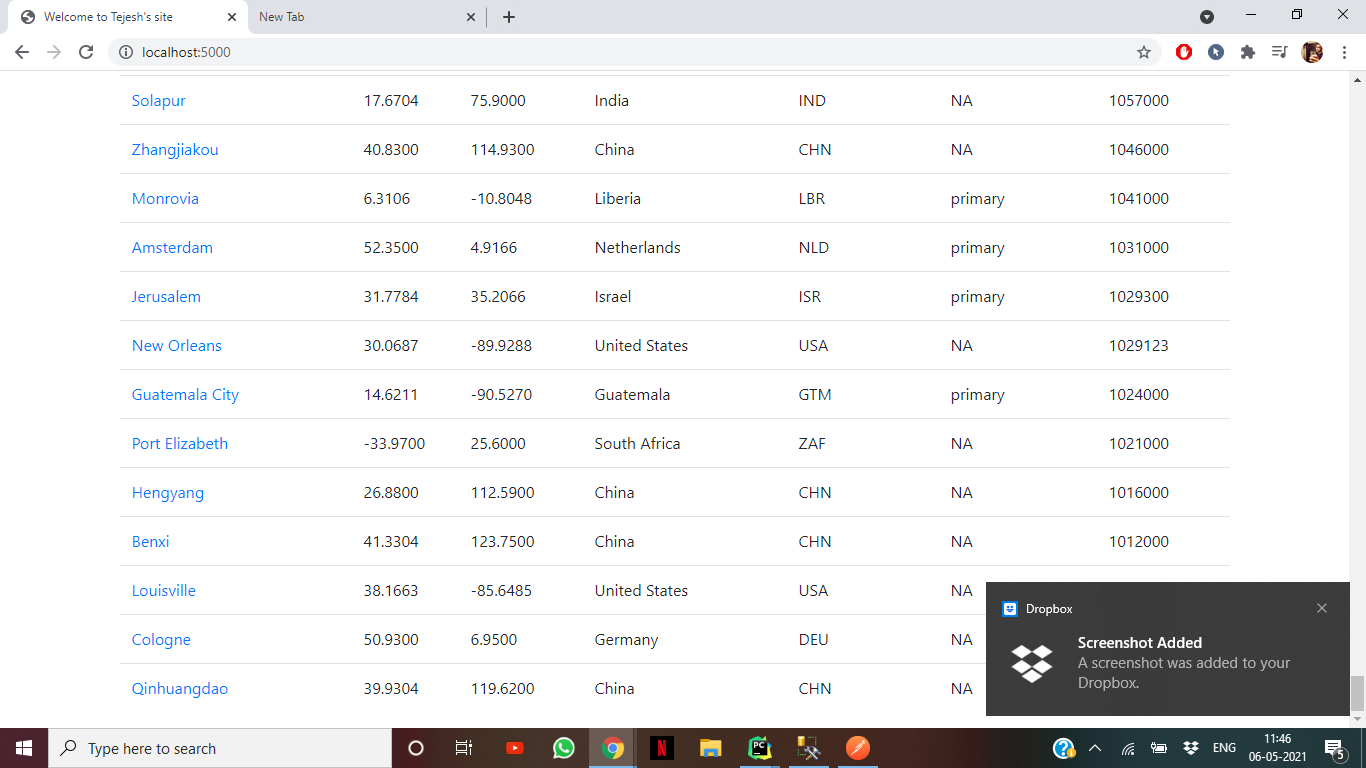 Welcome to Tejesh's site
New Tab
localhost:5000
Solapur 17.6704 75.9000 India IND NA 1057000
Zhangjiakou 40.8300 114.9300 China CHN NA 1046000
Monrovia 6.3106 -10.8048 Liberia LBR primary 1041000
Amsterdam 52.3500 4.9166 Netherlands NLD primary 1031000
Jerusalem 31.7784 35.2066 Israel ISR primary 1029300
New Orleans 30.0687 -89.9288 United States USA NA 1029123
Guatemala City 14.6211 -90.5270 Guatemala GTM primary 1024000
Port Elizabeth -33.9700 25.6000 South Africa ZAF NA 1021000
Hengyang 26.8800 112.5900 China CHN NA 1016000
Benxi 41.3304 123.7500 China CHN NA 1012000
Louisville 38.1663 -85.6485 United States USA NA
Cologne 50.9300 6.9500 Germany DEU NA
Qinhuangdao 39.9304 119.6200 China CHN NA
Dropbox
Screenshot Added
A screenshot was added to your
Dropbox.
Type here to search
N
PC
ENG
11:46
06-05-2021
5